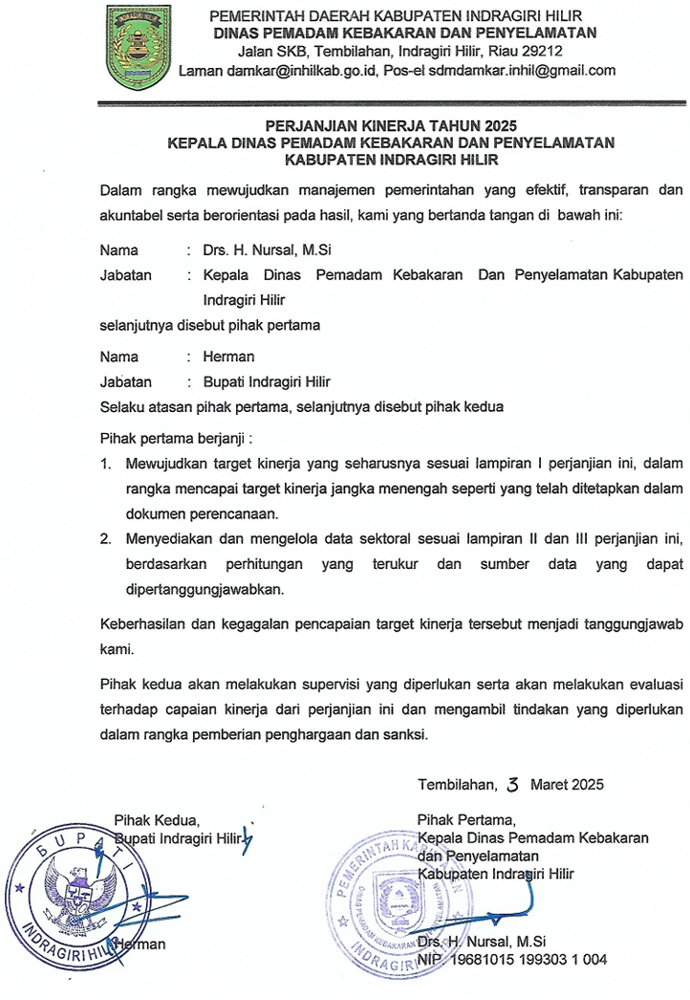 INDRAGIRI HILIR
PEMERINTAH DAERAH KABUPATEN INDRAGIRI HILIR
DINAS PEMADAM KEBAKARAN DAN PENYELAMATAN
Jalan SKB, Tembilahan, Indragiri Hilir, Riau 29212
Laman damkar@inhilkab.go.id, Pos-el sdmdamkar.inhil@gmail.com
PERJANJIAN KINERJA TAHUN 2025
KEPALA DINAS PEMADAM KEBAKARAN DAN PENYELAMATAN
KABUPATEN INDRAGIRI HILIR
Dalam rangka mewujudkan manajemen pemerintahan yang efektif, transparan dan
akuntabel serta berorientasi pada hasil, kami yang bertanda tangan di bawah ini:
Nama : Drs. H. Nursal, M.Si
Jabatan : Kepala Dinas Pemadam Kebakaran Dan Penyelamatan Kabupaten
Indragiri Hilir
selanjutnya disebut pihak pertama
Nama : Herman
Jabatan : Bupati Indragiri Hilir
Selaku atasan pihak pertama, selanjutnya disebut pihak kedua
Pihak pertama berjanji :
1. Mewujudkan target kinerja yang seharusnya sesuai lampiran I perjanjian ini, dalam
rangka mencapai target kinerja jangka menengah seperti yang telah ditetapkan dalam
dokumen perencanaan.
2. Menyediakan dan mengelola data sektoral sesuai lampiran II dan III perjanjian ini,
berdasarkan perhitungan yang terukur dan sumber data yang dapat
dipertanggungjawabkan.
Keberhasilan dan kegagalan pencapaian target kinerja tersebut menjadi tanggungjawab
kami.
Pihak kedua akan melakukan supervisi yang diperlukan serta akan melakukan evaluasi
terhadap capaian kinerja dari perjanjian ini dan mengambil tindakan yang diperlukan
dalam rangka pemberian penghargaan dan sanksi.
Tembilahan, 3 Maret 2025
Pihak Kedua,
Bupati Indragiri Hilir
BUPATI
INDRAGIRI HILIR
Herman
Pihak Pertama,
Kepala Dinas Pemadam Kebakaran
dan Penyelamatan
Kabupaten Indragiri Hilir
PEMERINTAH KABUPATEN
DINAS PEMADAM KEBAKARAN DAN PENYELAMATAN
INDRAGIRI HILIR
Drs. H. Nursal, M.Si
NIP. 19681015 199303 1 004